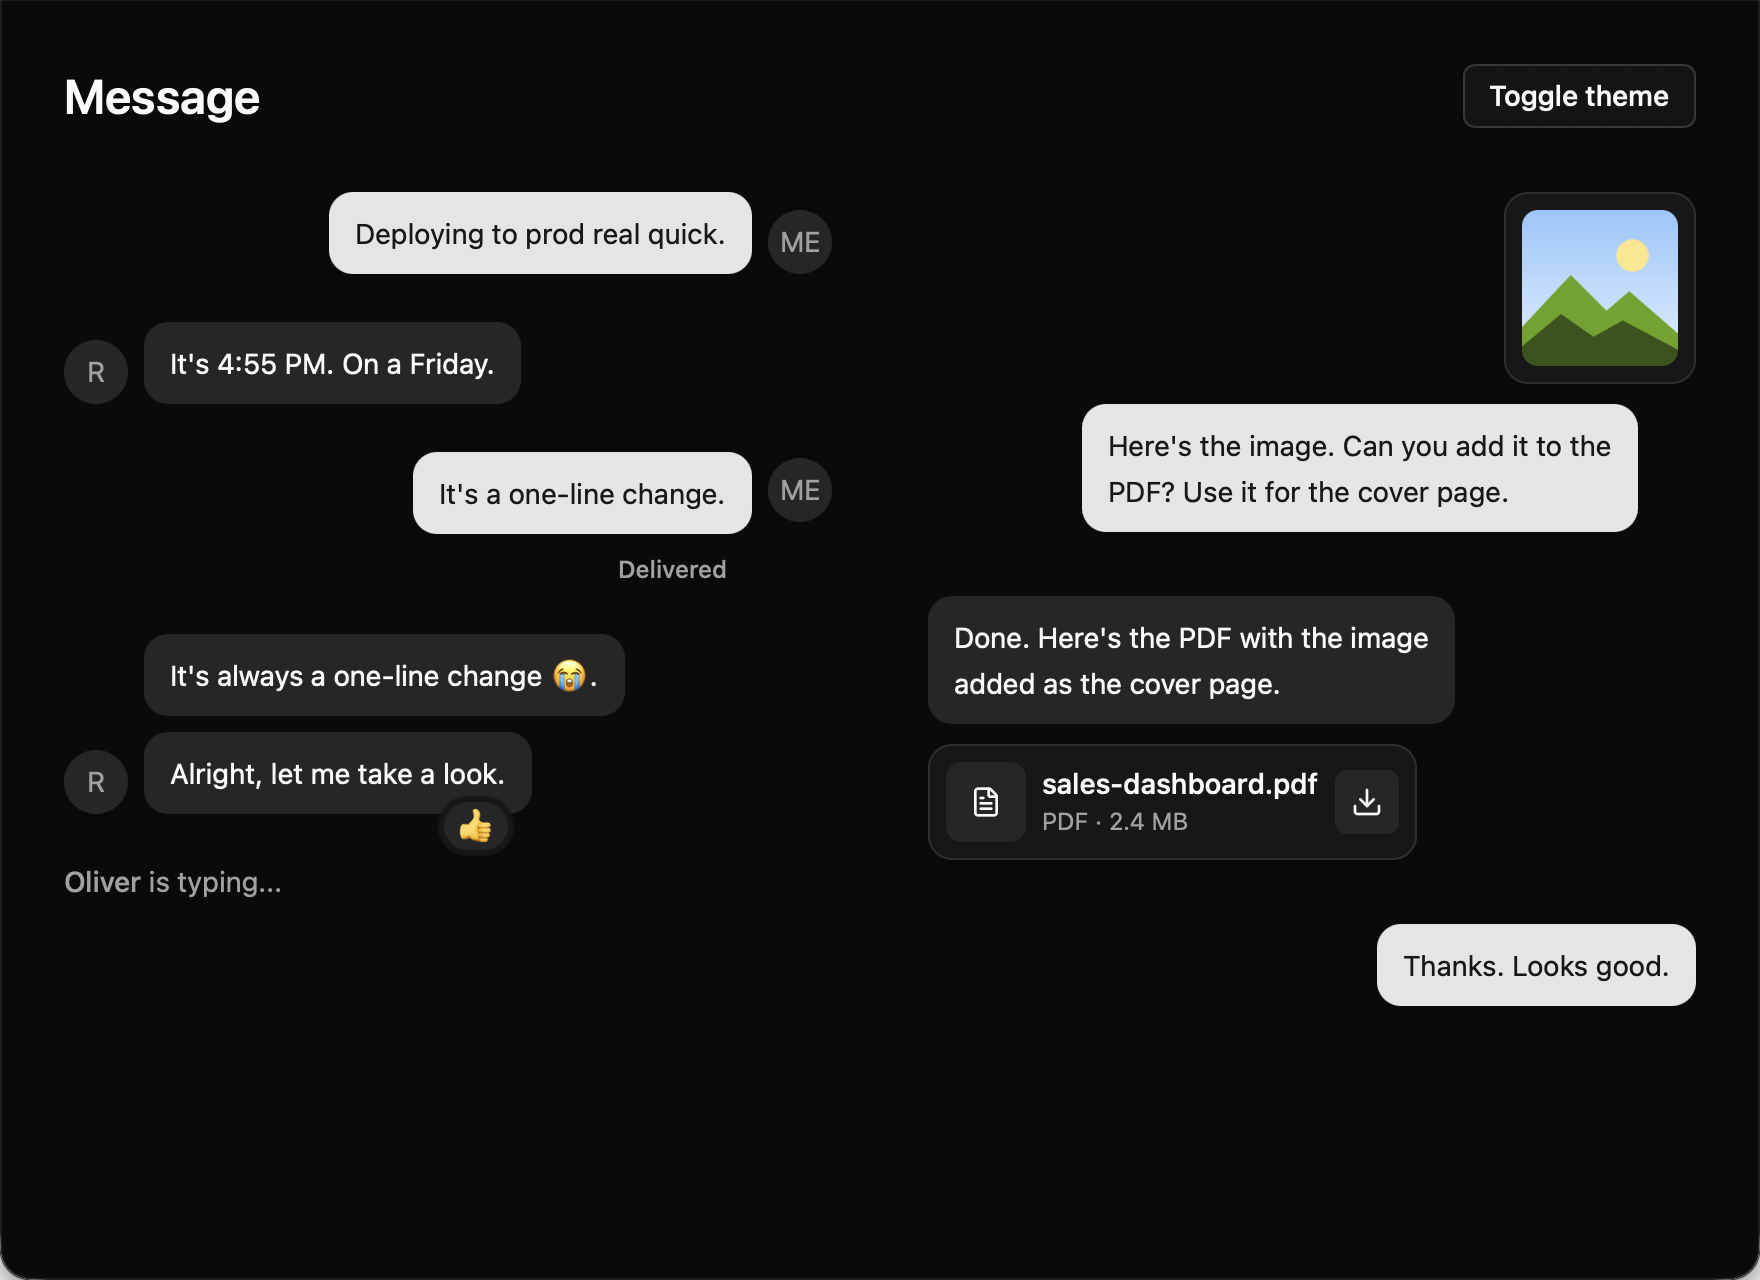 Message
Toggle theme
Deploying to prod real quick.
ME
R
It's 4:55 PM. On a Friday.
It's a one-line change.
ME
Delivered
It's always a one-line change 😭.
R
Alright, let me take a look.
👍
Oliver is typing...
Here's the image. Can you add it to the
PDF? Use it for the cover page.
Done. Here's the PDF with the image
added as the cover page.
sales-dashboard.pdf
PDF · 2.4 MB
Thanks. Looks good.